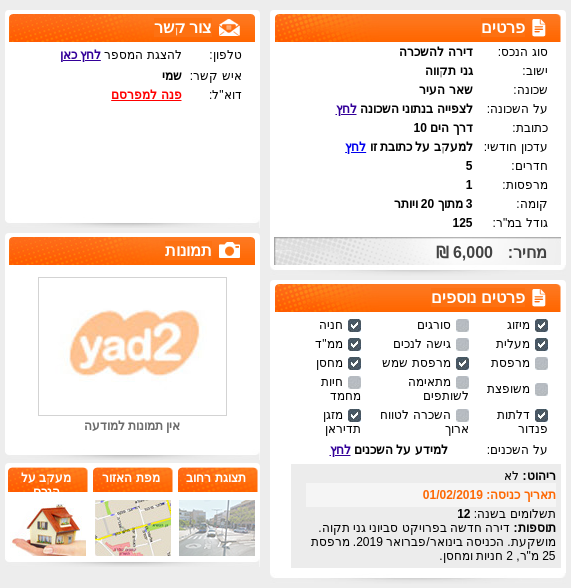 פרטים
סוג הנכס: דירה להשכרה
ישוב: גני תקווה
שכונה: שאר העיר
על השכונה: לצפייה בנתוני השכונה לחץ
כתובת: דרך הים 10
עדכון חודשי: למעקב על כתובת זו לחץ
חדרים: 5
מרפסות: 1
קומה: 3 מתוך 20 ויותר
גודל במ"ר: 125
מחיר: 6,000 ₪
צור קשר
טלפון: להצגת המספר לחץ כאן
איש קשר: שמי
דוא"ל: פנה למפרסם
תמונות
yad2
אין תמונות למודעה
תצוגת רחוב
מפת האזור
מעקב על
הנכס
פרטים נוספים
מיזוג סורגים חניה
מעלית גישה לנכים ממ"ד
מרפסת מרפסת שמש מחסן
משופצת מתאימה לשותפים חיות מחמד
דלתות פנדור השכרה לטווח ארוך מזגן תדיראן
על השכנים: למידע על השכנים לחץ
ריהוט: לא
תאריך כניסה: 01/02/2019
תשלומים בשנה: 12
תוספות: דירה חדשה בפרויקט סביוני גני תקוה.
מושקעת. הכניסה בינואר/פברואר 2019. מרפסת
25 מ"ר, 2 חניות ומחסן.